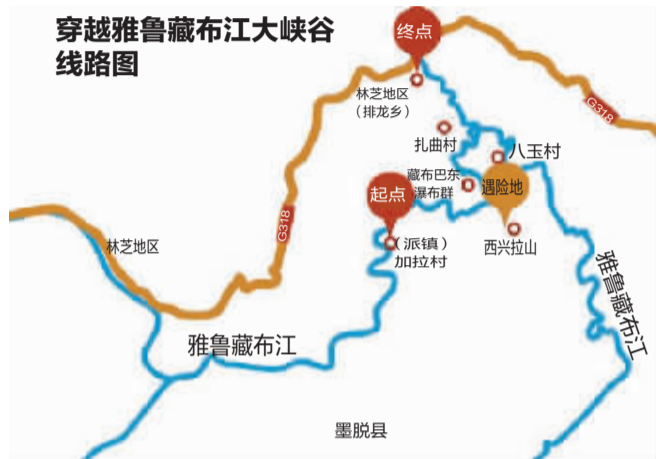 穿越雅鲁藏布江大峡谷
线路图
终点
林芝地区
（排龙乡）
G318
扎曲村
八玉村
藏布巴东
瀑布群
遇险地
起点
G318
林芝地区
（派镇）
加拉村
西兴拉山
雅鲁藏布江
雅鲁藏布江
墨脱县